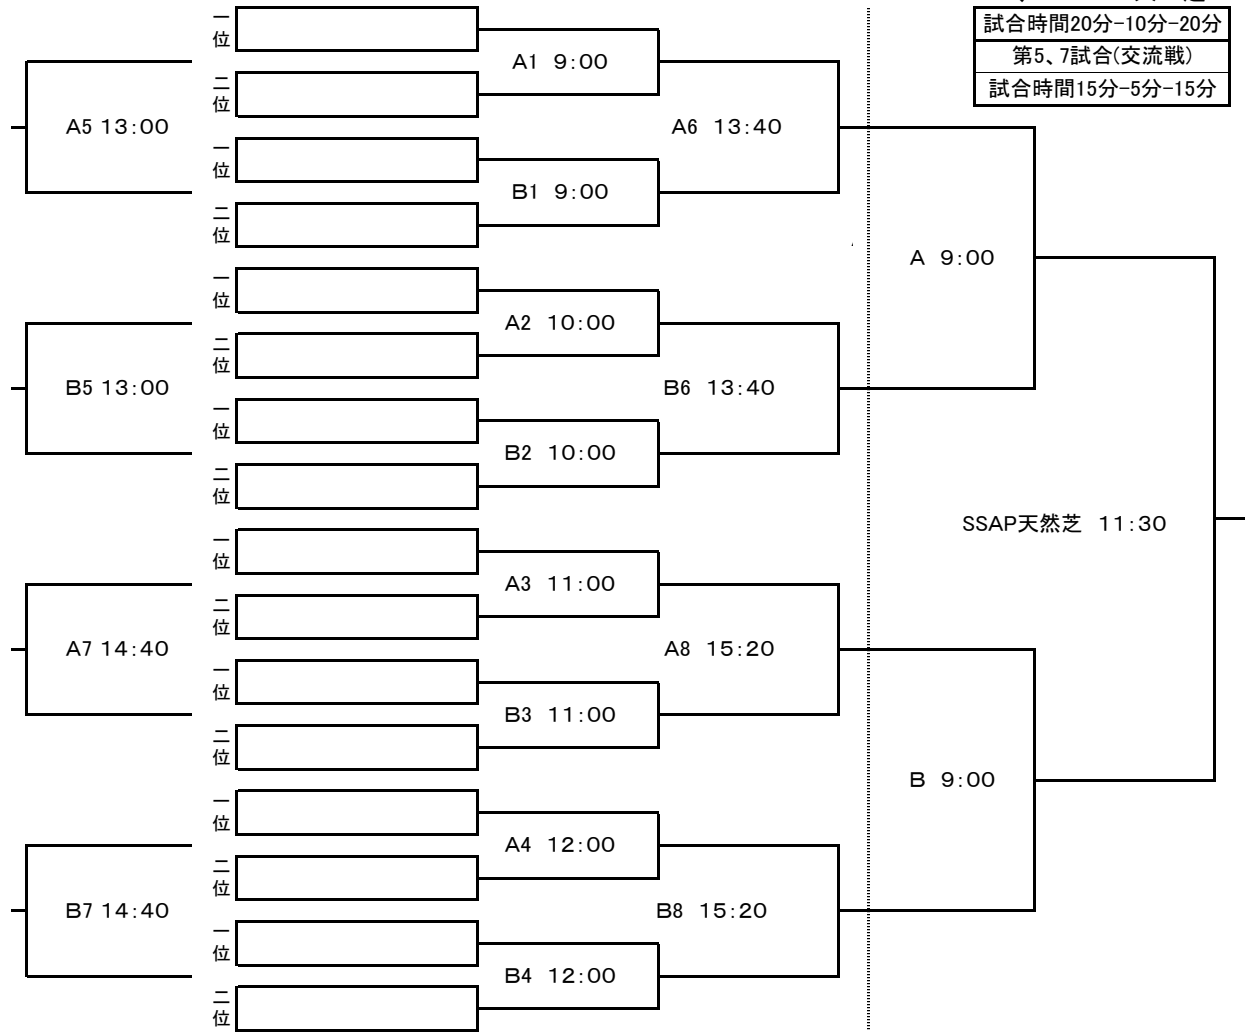 試合時間20分-10分-20分
第5、7試合(交流戦)
試合時間15分-5分-15分
一位
A1 9:00
二位
A5 13:00
A6 13:40
一位
B1 9:00
二位
A 9:00
一位
A2 10:00
二位
B5 13:00
B6 13:40
一位
B2 10:00
二位
SSAP天然芝 11:30
一位
A3 11:00
二位
A7 14:40
A8 15:20
一位
B3 11:00
二位
B 9:00
一位
A4 12:00
二位
B7 14:40
B8 15:20
一位
B4 12:00
二位